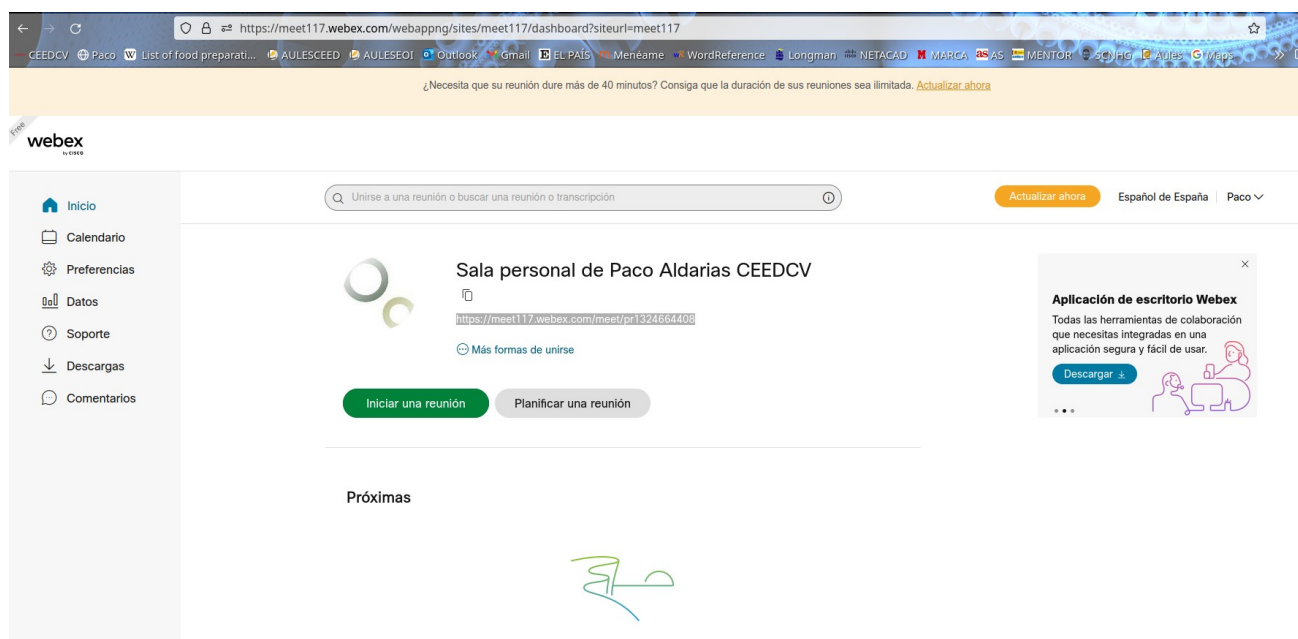 https://meet117.webex.com/webappng/sites/meet117/dashboard?siteurl=meet117
CEEDCV Paco List of food preparati... AULESCEED AULESEOI Outlook Gmail EL PAÍS Menéame WordReference Longman NETACAD MARCA AS MENTOR Aules G Maps
¿Necesita que su reunión dure más de 40 minutos? Consiga que la duración de sus reuniones sea ilimitada. Actualizar ahora
Free
webex
by CISCO
Unirse a una reunión o buscar una reunión o transcripción
Actualizar ahora Español de España Paco
Inicio
Calendario
Preferencias
Datos
Soporte
Descargas
Comentarios
Sala personal de Paco Aldarias CEEDCV
https://meet117.webex.com/meet/pr1324664408
Más formas de unirse
Iniciar una reunión Planificar una reunión
Aplicación de escritorio Webex
Todas las herramientas de colaboración
que necesitas integradas en una
aplicación segura y fácil de usar.
Descargar
Próximas